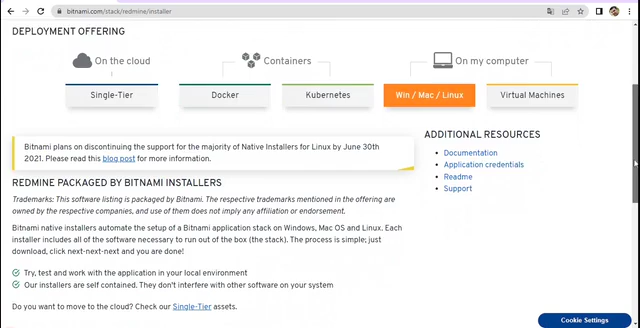 bitnami.com/stack/redmine/installer
DEPLOYMENT OFFERING
On the cloud
Containers
On my computer
Single-Tier
Docker
Kubernetes
Win / Mac / Linux
Virtual Machines
Bitnami plans on discontinuing the support for the majority of Native Installers for Linux by June 30th
2021. Please read this blog post for more information.
ADDITIONAL RESOURCES
Documentation
Application credentials
Readme
Support
REDMINE PACKAGED BY BITNAMI INSTALLERS
Trademarks: This software listing is packaged by Bitnami. The respective trademarks mentioned in the offering are
owned by the respective companies, and use of them does not imply any affiliation or endorsement.
Bitnami native installers automate the setup of a Bitnami application stack on Windows, Mac OS and Linux. Each
installer includes all of the software necessary to run out of the box (the stack). The process is simple; just
download, click next-next-next and you are done!
Try, test and work with the application in your local environment
Our installers are self contained. They don't interfere with other software on your system
Do you want to move to the cloud? Check our Single-Tier assets.
Cookie Settings